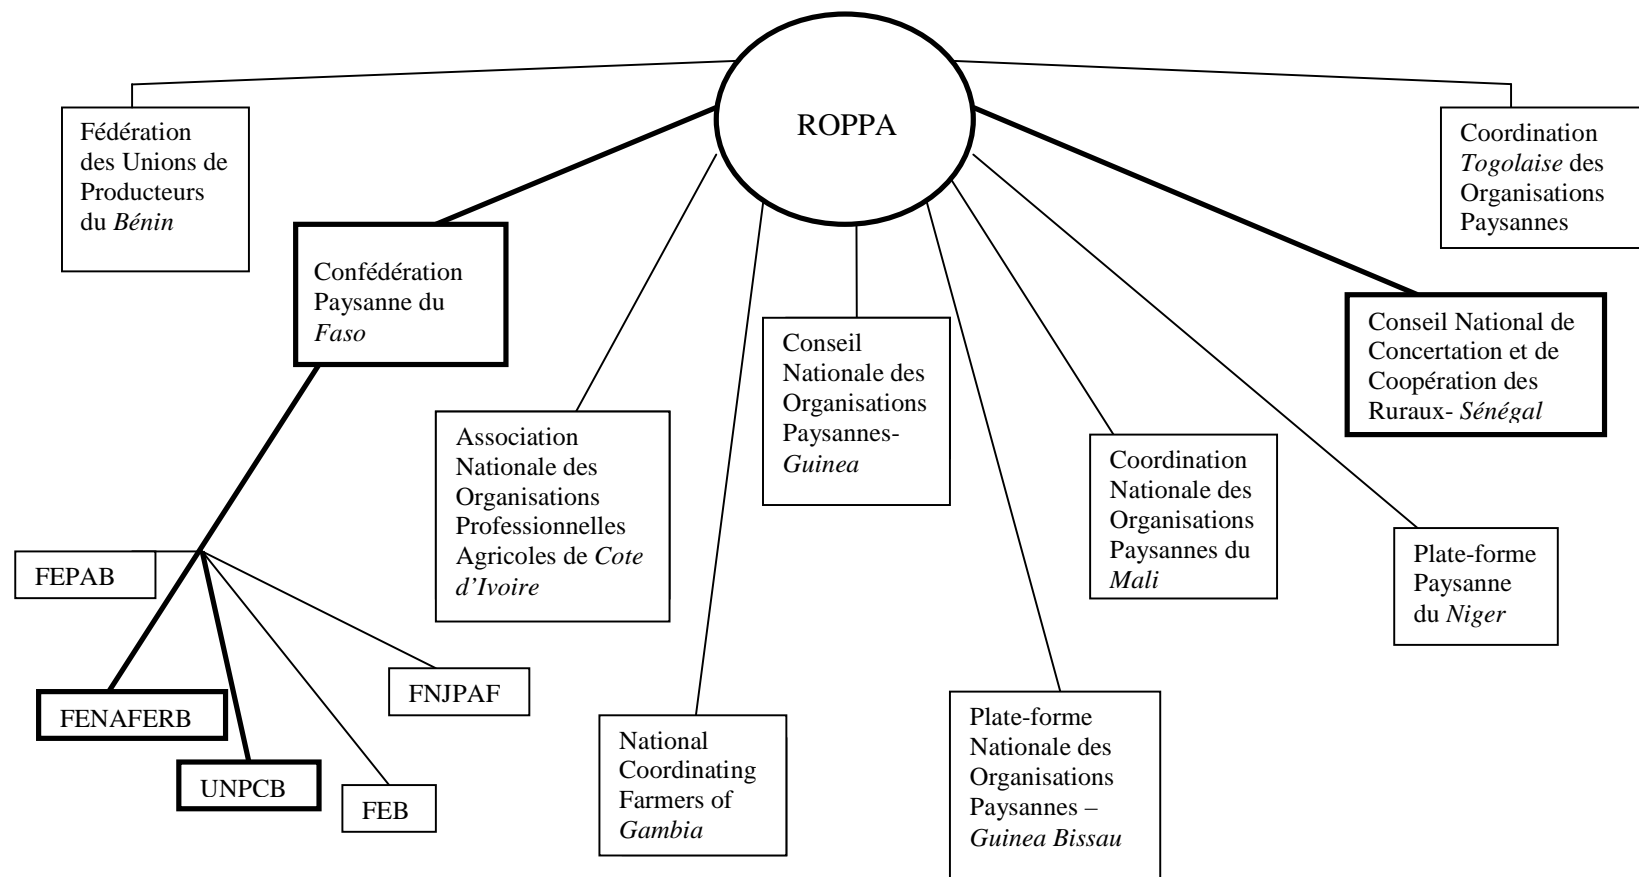 ROPPA
Fédération
des Unions de
Producteurs
du Bénin
Coordination
Togolaise des
Organisations
Paysannes
Confédération
Paysanne du
Faso
Conseil National de
Concertation et de
Coopération des
Ruraux- Sénégal
Conseil
Nationale des
Organisations
Paysannes-
Guinea
Association
Nationale des
Organisations
Professionnelles
Agricoles de Cote
d’Ivoire
Coordination
Nationale des
Organisations
Paysannes du
Mali
Plate-forme
Paysanne
du Niger
FEPAB
FENAFERB
UNPCB
FEB
FNJPAF
National
Coordinating
Farmers of
Gambia
Plate-forme
Nationale des
Organisations
Paysannes –
Guinea Bissau